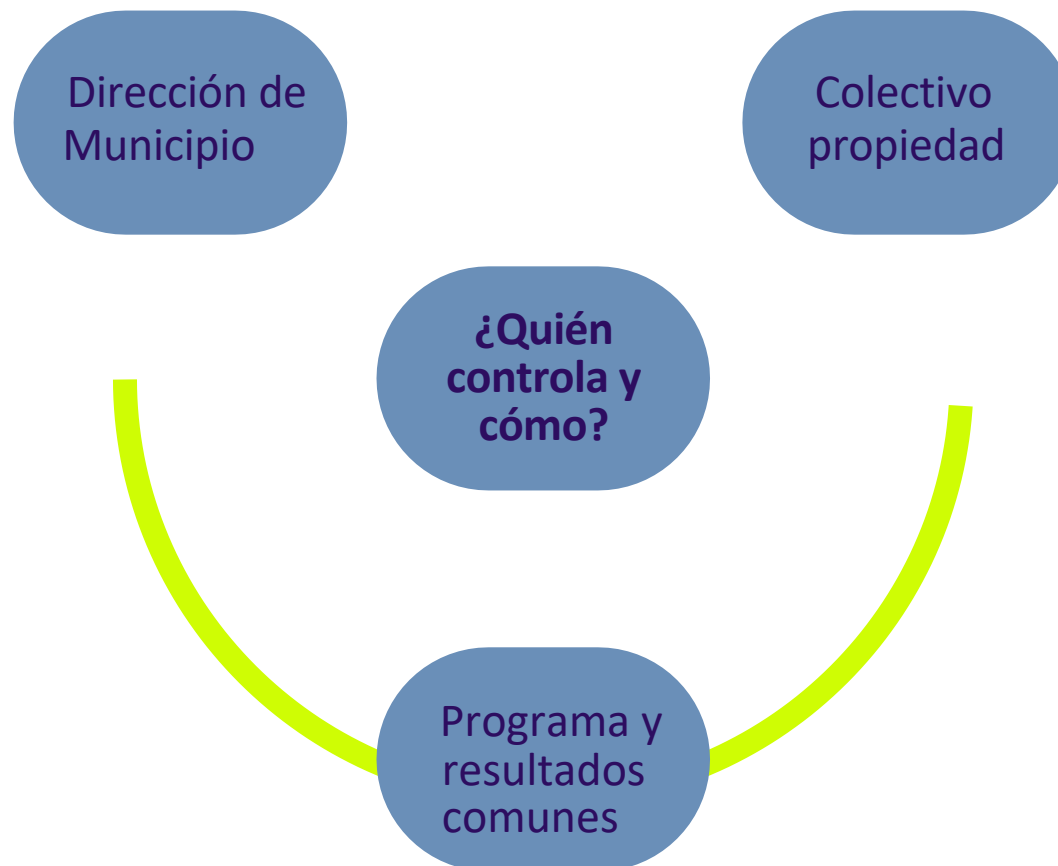 Dirección de
Municipio
Colectivo
propiedad
¿Quién
controla y
cómo?
Programa y
resultados
comunes